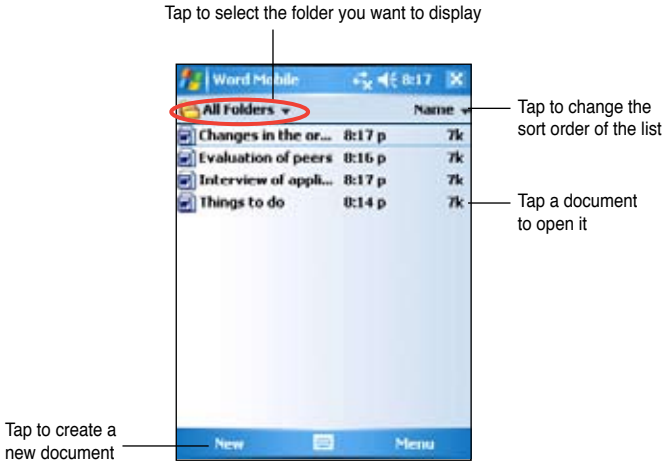 Tap to select the folder you want to display
Word Mobile 8:17
All Folders Name
Tap to change the
sort order of the list
Changes in the or... 8:17 p 7k
Evaluation of peers 8:16 p 7k
Interview of appli... 8:17 p 7k
Things to do 8:14 p 7k
Tap a document
to open it
Tap to create a
new document
New Menu